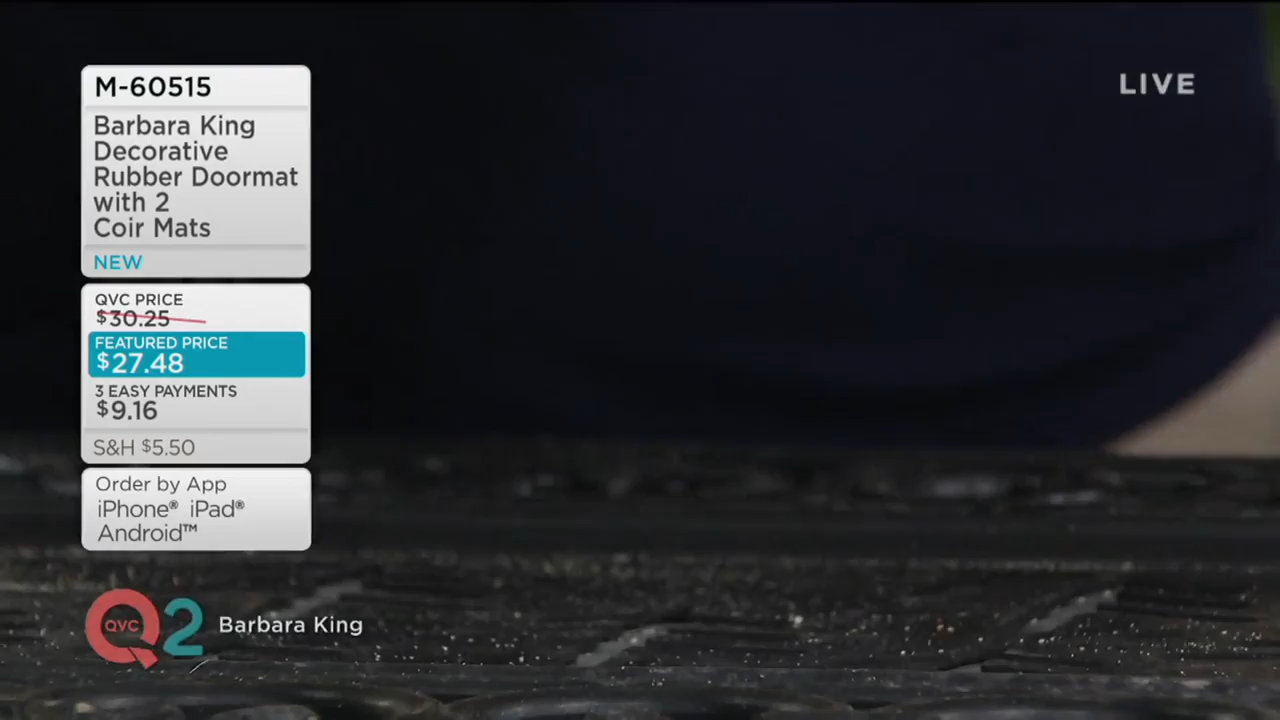 M-60515
Barbara King
Decorative
Rubber Doormat
with 2
Coir Mats
NEW
QVC PRICE
$30.25
FEATURED PRICE
$27.48
3 EASY PAYMENTS
$9.16
S&H $5.50
Order by App
iPhone® iPad®
Android™
QVC 2
Barbara King
LIVE